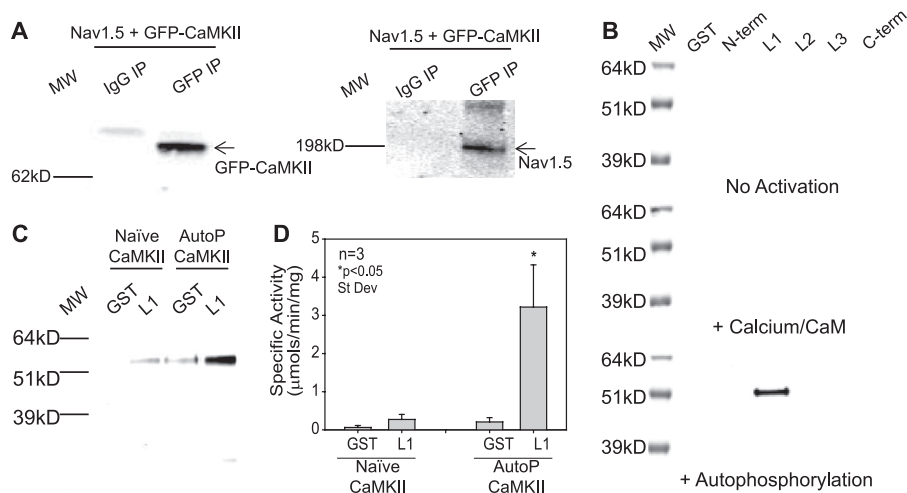 A
Nav1.5 + GFP-CaMKII
MW
IgG IP
GFP IP
GFP-CaMKII
62kD
Nav1.5 + GFP-CaMKII
MW
IgG IP
GFP IP
198kD
Nav1.5
B
MW
GST
N-term
L1
L2
L3
C-term
64kD
51kD
39kD
No Activation
64kD
51kD
39kD
+ Calcium/CaM
64kD
51kD
39kD
+ Autophosphorylation
C
Naïve
CaMKII
AutoP
CaMKII
MW
GST
L1
GST
L1
64kD
51kD
39kD
D
n=3
*p<0.05
St Dev
*
Specific Activity
(µmols/min/mg)
5
4
3
2
1
0
GST
L1
GST
L1
Naïve
CaMKII
AutoP
CaMKII